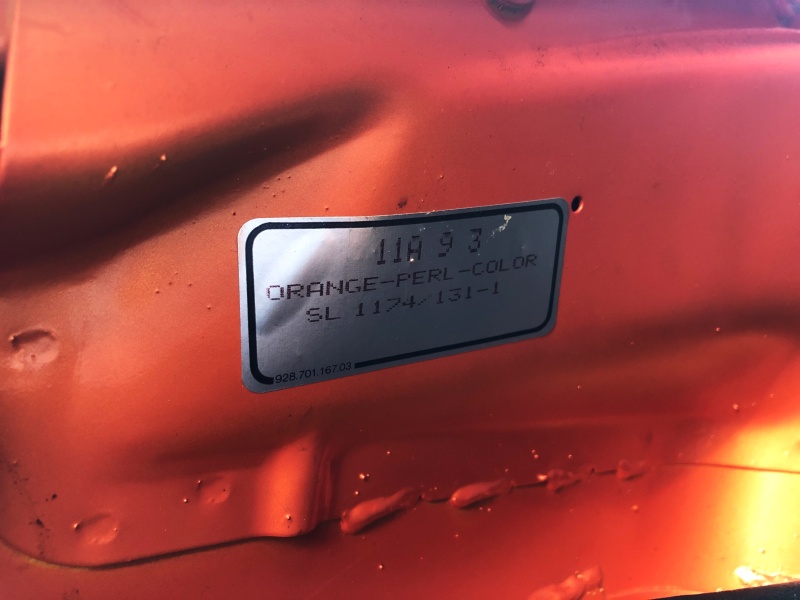 11A 9 3
ORANGE-PERL-COLOR
SL 1174/131-1
928.701.167.03